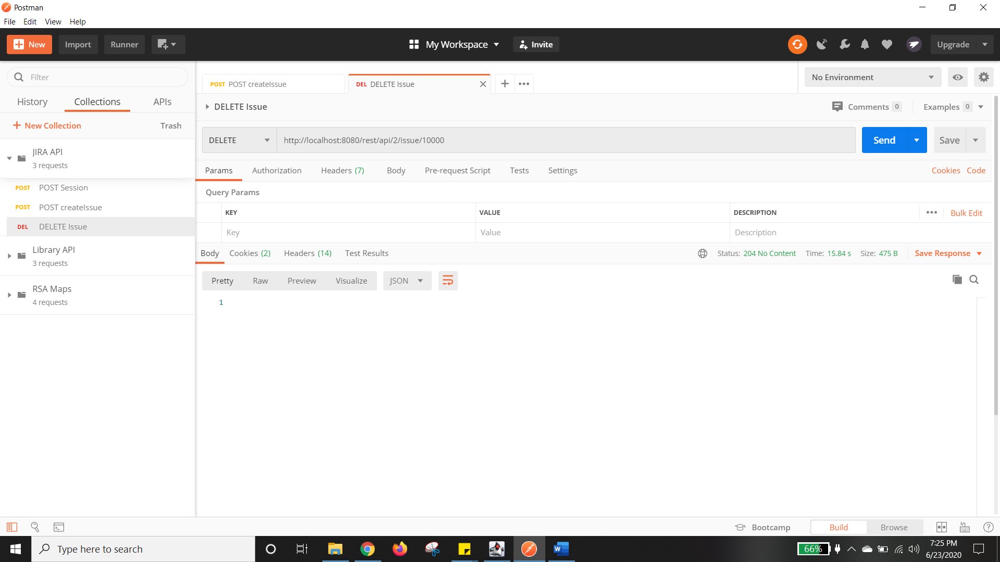 Postman
File Edit View Help
New Import Runner My Workspace Invite Upgrade
Filter
History Collections APIs
New Collection Trash
JIRA API
3 requests
POST POST Session
POST POST createIssue
DEL DELETE Issue
Library API
3 requests
RSA Maps
4 requests
POST POST createIssue DEL DELETE Issue No Environment
DELETE Issue Comments 0 Examples 0
DELETE http://localhost:8080/rest/api/2/issue/10000 Send Save
Params Authorization Headers (7) Body Pre-request Script Tests Settings Cookies Code
Query Params
KEY VALUE DESCRIPTION Bulk Edit
Key Value Description
Body Cookies (2) Headers (14) Test Results Status: 204 No Content Time: 15.84 s Size: 475 B Save Response
Pretty Raw Preview Visualize JSON
1
Bootcamp Build Browse
Type here to search 66% 7:25 PM
6/23/2020